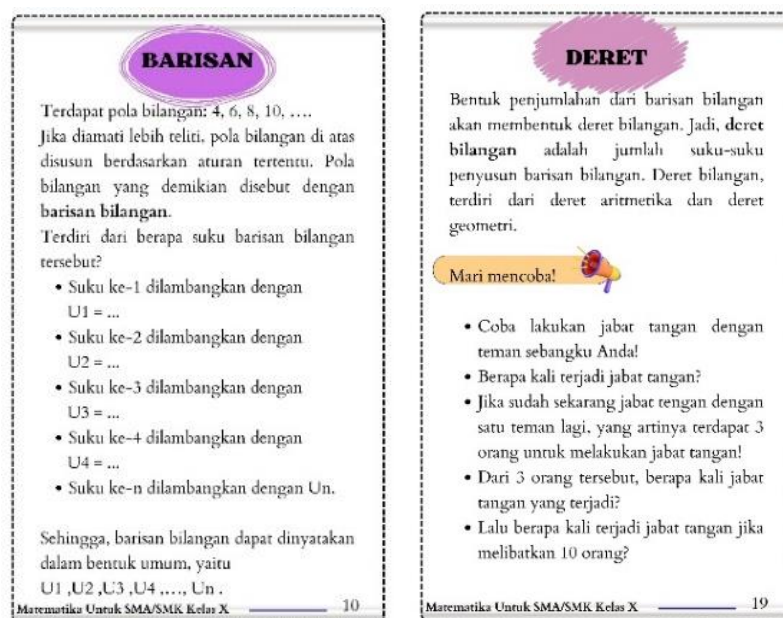 BARISAN
Terdapat pola bilangan: 4, 6, 8, 10, ....
Jika diamati lebih teliti, pola bilangan di atas
disusun berdasarkan aturan tertentu. Pola
bilangan yang demikian disebut dengan
barisan bilangan.
Terdiri dari berapa suku barisan bilangan
tersebut?
• Suku ke-1 dilambangkan dengan
U1 = ...
• Suku ke-2 dilambangkan dengan
U2 = ...
• Suku ke-3 dilambangkan dengan
U3 = ...
• Suku ke-4 dilambangkan dengan
U4 = ...
• Suku ke-n dilambangkan dengan Un.
Sehingga, barisan bilangan dapat dinyatakan
dalam bentuk umum, yaitu
U1 ,U2 ,U3 ,U4 ,..., Un .
Matematika Untuk SMA/SMK Kelas X 10
DERET
Bentuk penjumlahan dari barisan bilangan
akan membentuk deret bilangan. Jadi, deret
bilangan adalah jumlah suku-suku
penyusun barisan bilangan. Deret bilangan,
terdiri dari deret aritmetika dan deret
geometri.
Mari mencoba!
• Coba lakukan jabat tangan dengan
teman sebangku Anda!
• Berapa kali terjadi jabat tangan?
• Jika sudah sekarang jabat tengan dengan
satu teman lagi, yang artinya terdapat 3
orang untuk melakukan jabat tangan!
• Dari 3 orang tersebut, berapa kali jabat
tangan yang terjadi?
• Lalu berapa kali terjadi jabat tangan jika
melibatkan 10 orang?
Matematika Untuk SMA/SMK Kelas X 19